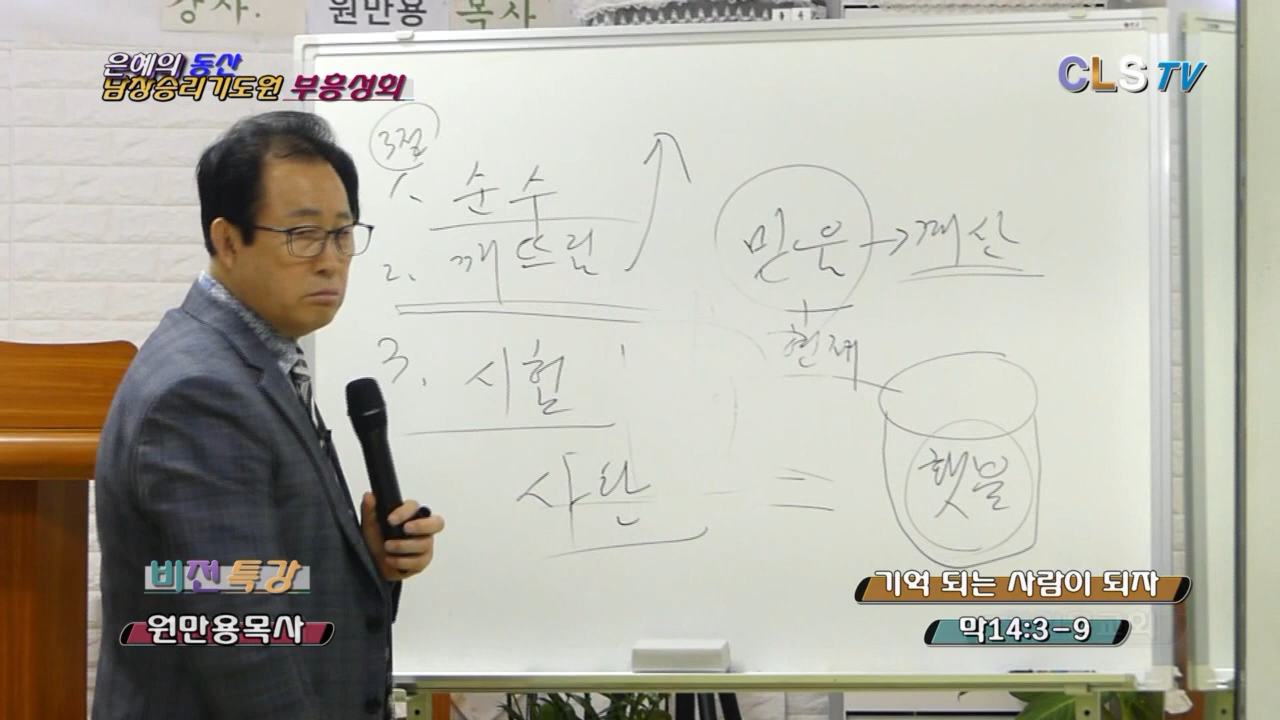 강사. 원만용 목사
은혜의 동산
남상승리기도원 부흥성회
CLS TV
3절
1. 순수
2. 깨뜨림
믿음 → 계산
현재
3. 시험
사탄 = 횃불
비전특강
원만용목사
기억 되는 사람이 되자
막14:3-9